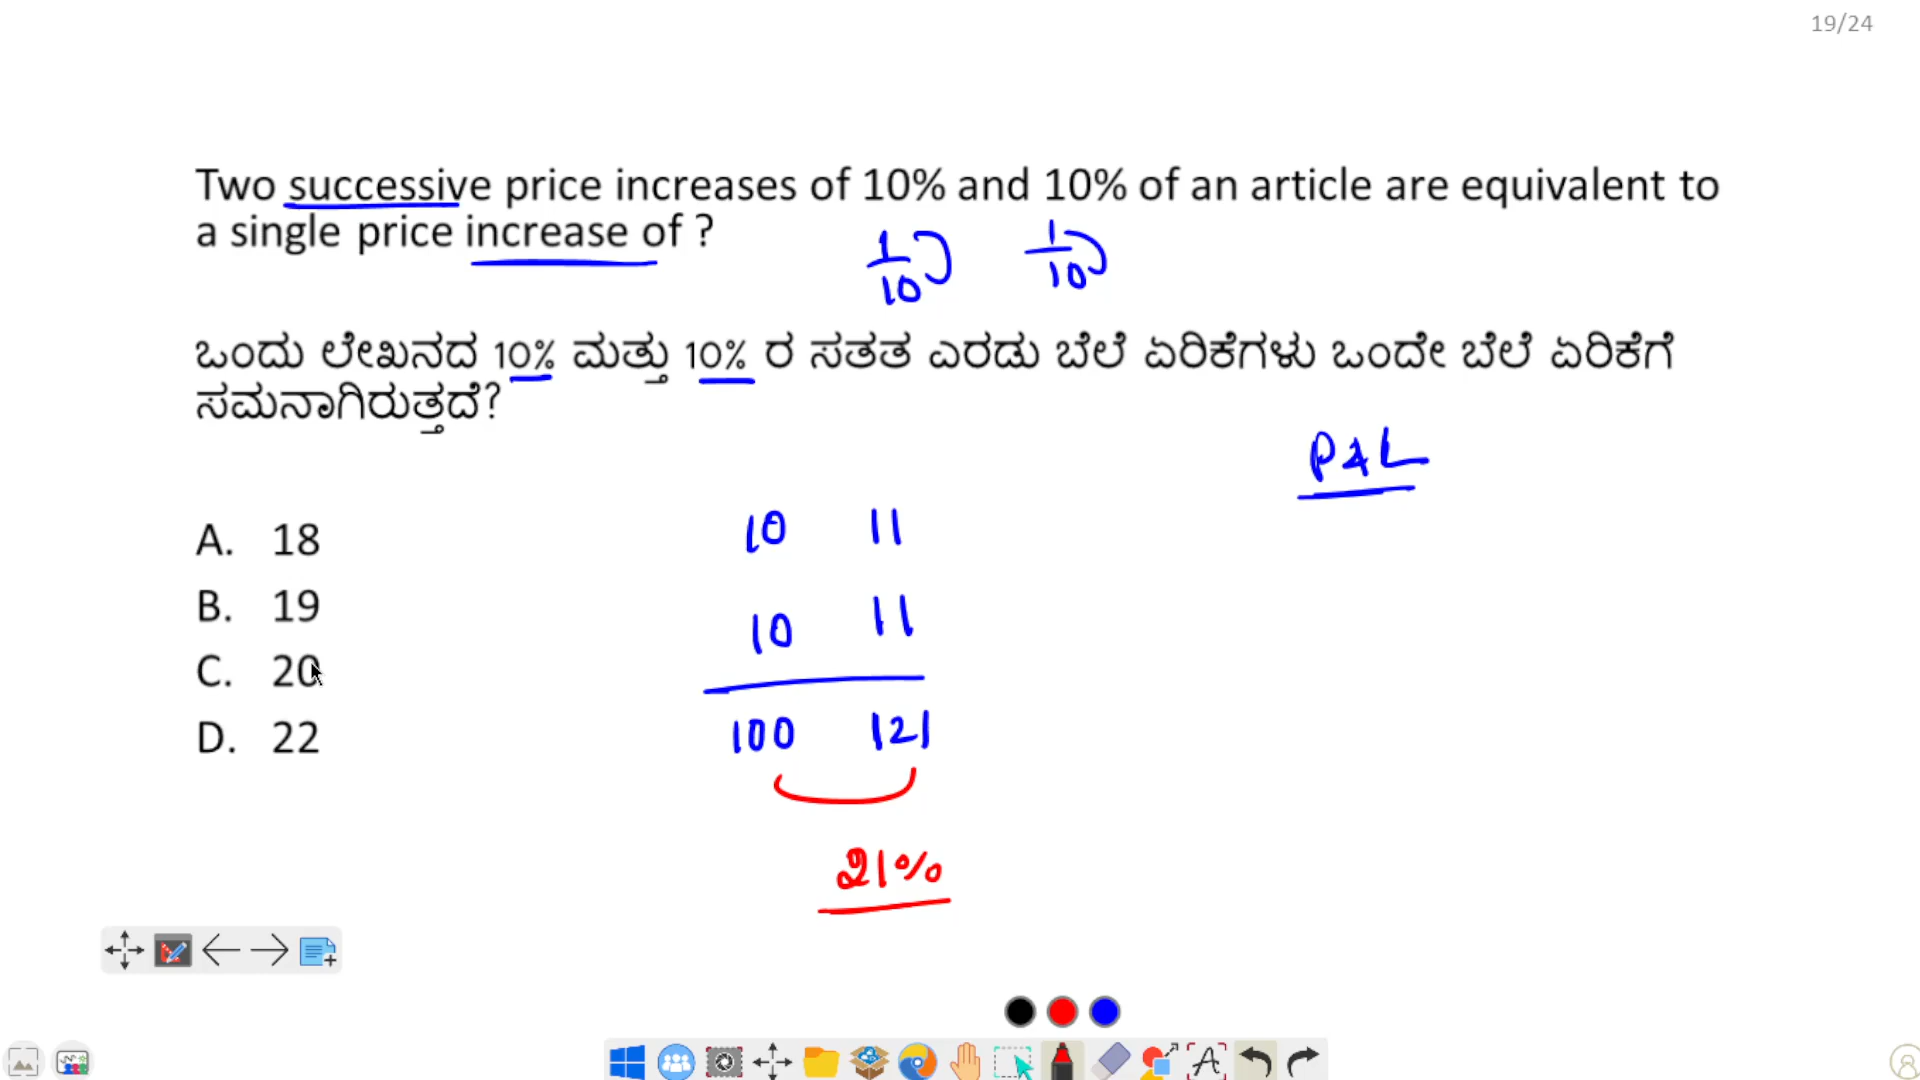 19/24
Two successive price increases of 10% and 10% of an article are equivalent to
a single price increase of ?
1/10 1/10
ಒಂದು ಲೇಖನದ 10% ಮತ್ತು 10% ರ ಸತತ ಎರಡು ಬೆಲೆ ಏರಿಕೆಗಳು ಒಂದೇ ಬೆಲೆ ಏರಿಕೆಗೆ
ಸಮನಾಗಿರುತ್ತದೆ?
P&L
A. 18
B. 19
C. 20
D. 22
10 11
10 11
100 121
21%